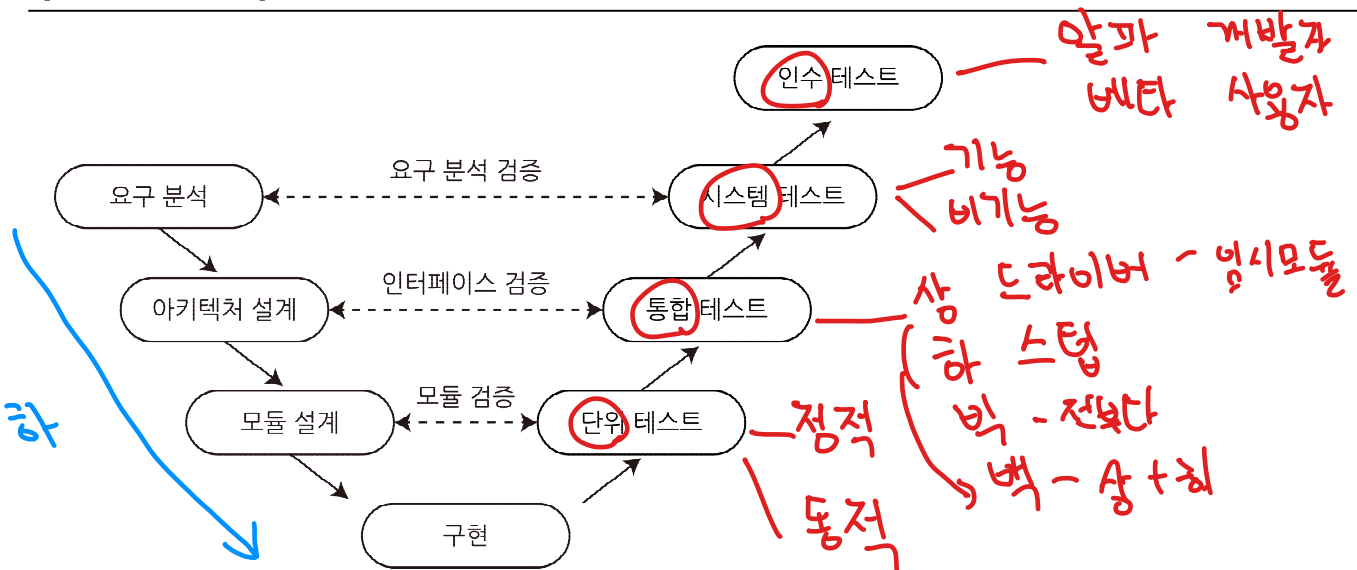 인수 테스트
알파 개발자
베타 사용자
요구 분석 검증
요구 분석
시스템 테스트
기능
비기능
인터페이스 검증
아키텍처 설계
통합 테스트
상 드라이버 - 임시모듈
하 스텁
빅 - 전부다
백 - 상 + 하
모듈 검증
모듈 설계
단위 테스트
정적
동적
하
구현